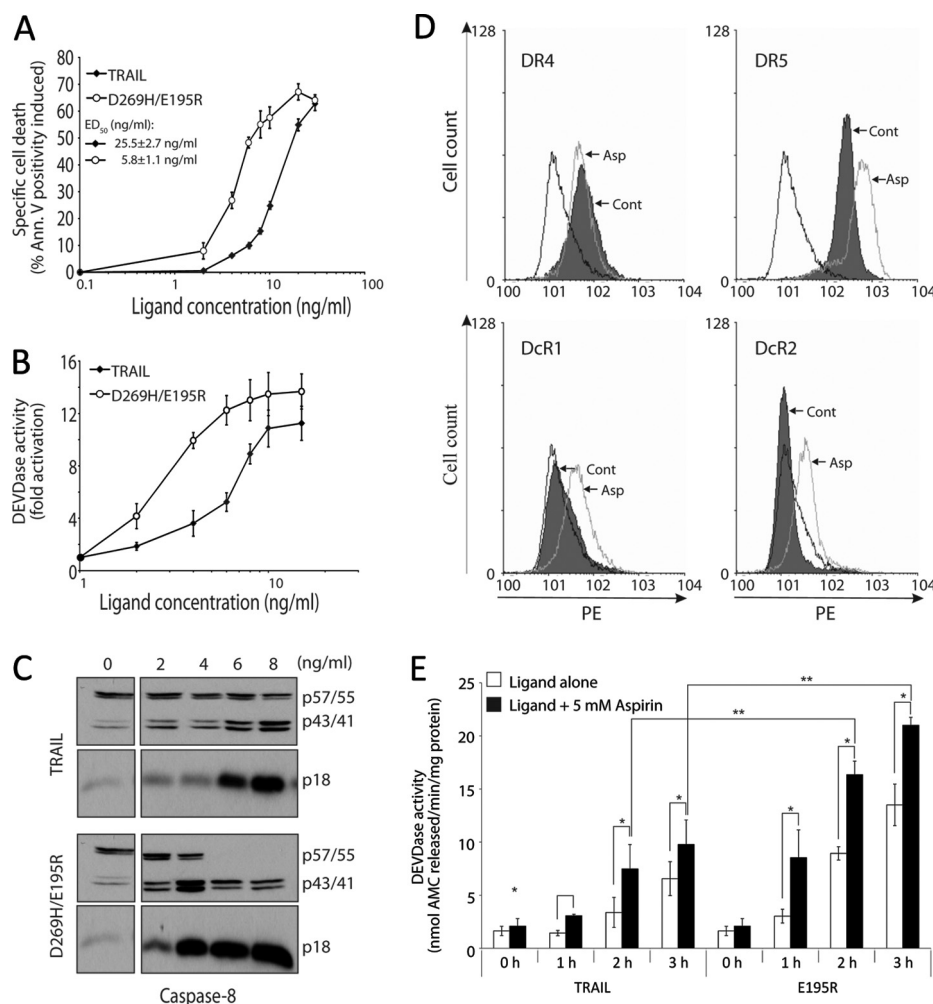 A
Specific cell death
(% Ann. V positivity induced)
80
70
60
50
40
30
20
10
0
TRAIL
D269H/E195R
ED50 (ng/ml):
25.5±2.7 ng/ml
5.8±1.1 ng/ml
0.1
1
10
100
Ligand concentration (ng/ml)
B
DEVDase activity
(fold activation)
16
12
8
4
0
TRAIL
D269H/E195R
1
10
Ligand concentration (ng/ml)
C
0 2 4 6 8 (ng/ml)
TRAIL
p57/55
p43/41
p18
D269H/E195R
p57/55
p43/41
p18
Caspase-8
D
Cell count
128
DR4
Asp
Cont
0
100 101 102 103 104
128
DR5
Cont
Asp
0
100 101 102 103 104
Cell count
128
DcR1
Cont
Asp
0
100 101 102 103 104
PE
128
DcR2
Cont
Asp
0
100 101 102 103 104
PE
E
DEVDase activity
(nmol AMC released/min/mg protein)
25
20
15
10
5
0
Ligand alone
Ligand + 5 mM Aspirin
**
**
* * * * * *
0 h 1 h 2 h 3 h 0 h 1 h 2 h 3 h
TRAIL E195R